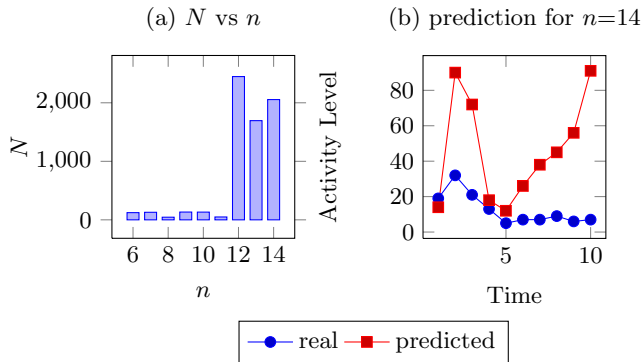 (a) N vs n
(b) prediction for n=14
2,000
1,000
0
N
6 8 10 12 14
n
80
60
40
20
0
Activity Level
5 10
Time
real predicted